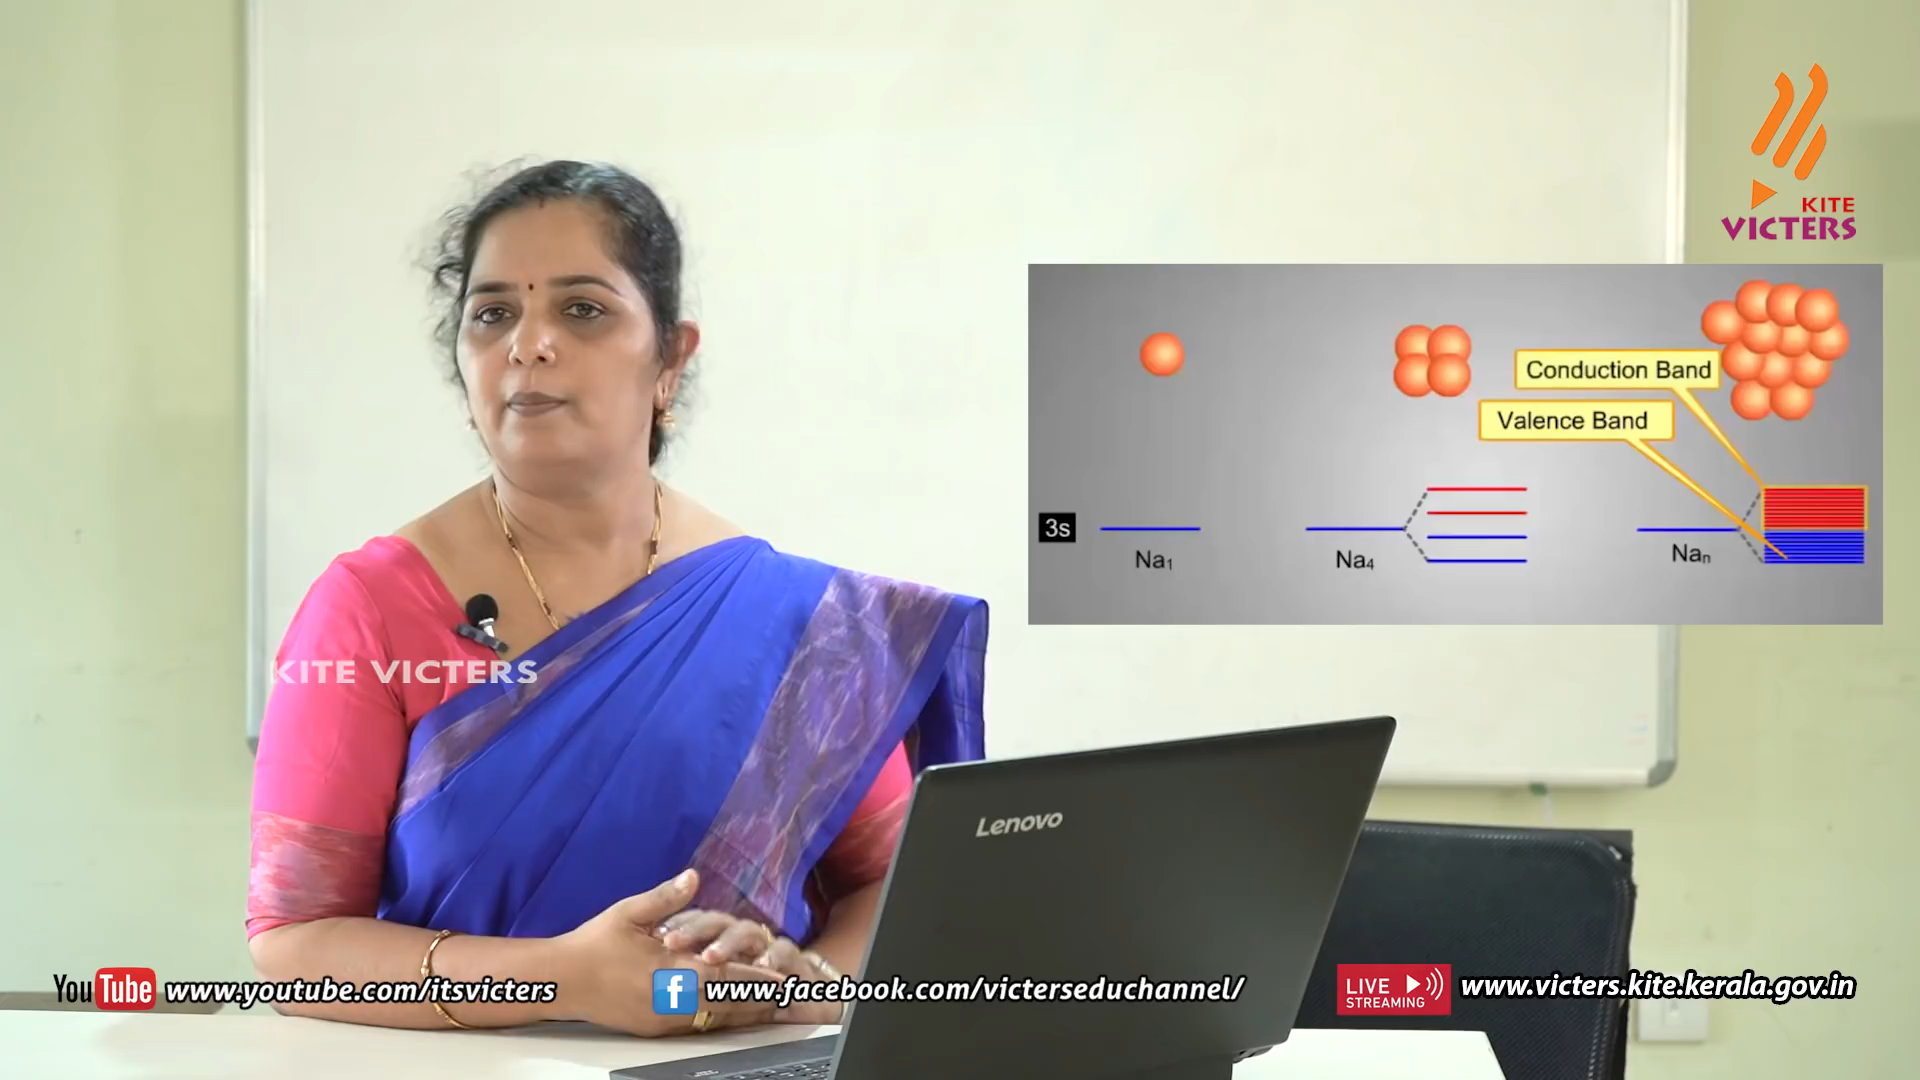 KITE
VICTERS
Conduction Band
Valence Band
3s
Na₁
Na₄
Naₙ
KITE VICTERS
Lenovo
YouTube www.youtube.com/itsvicters
f www.facebook.com/victerseduchannel/
LIVE STREAMING www.victers.kite.kerala.gov.in